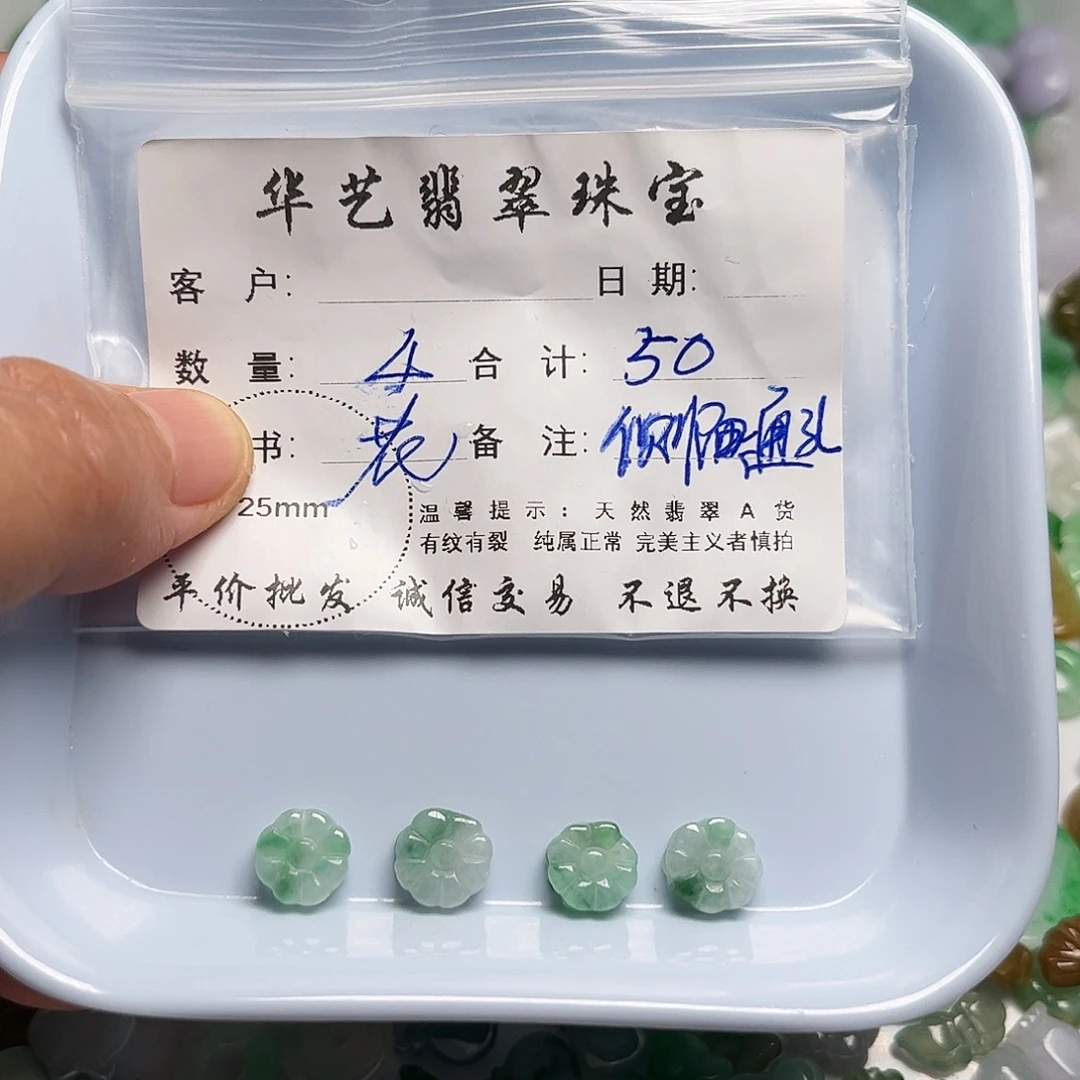 华艺翡翠珠宝
客户: 日期:
数量: 4 合计: 50
书: 花 备注: 侧面通孔
25mm
温馨提示: 天然翡翠A货
有纹有裂 纯属正常 完美主义者慎拍
平价批发 诚信交易 不退不换